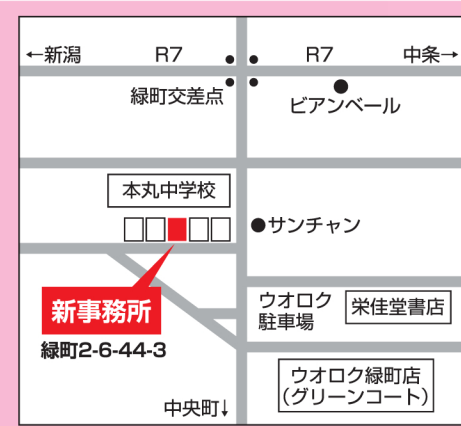 ←新潟
R7
R7
中条→
緑町交差点
ビアンベール
本丸中学校
サンチャン
新事務所
緑町2-6-44-3
ウオロク
駐車場
栄佳堂書店
ウオロク緑町店
(グリーンコート)
中央町↓